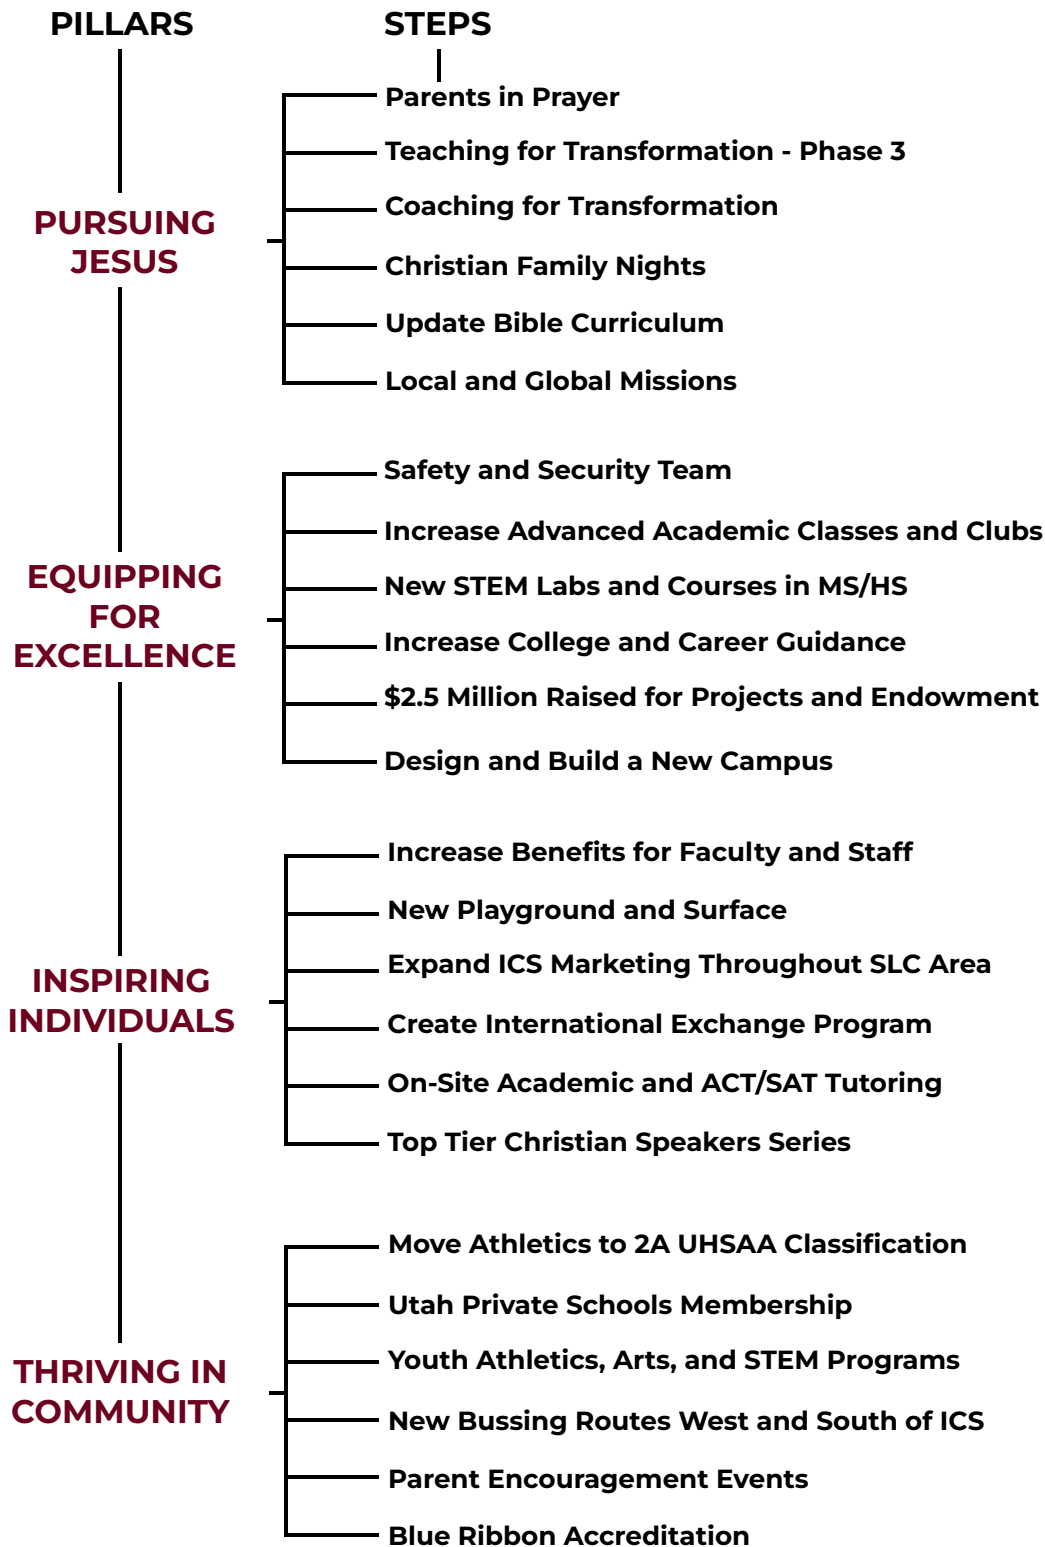 PILLARS
STEPS
PURSUING
JESUS
Parents in Prayer
Teaching for Transformation - Phase 3
Coaching for Transformation
Christian Family Nights
Update Bible Curriculum
Local and Global Missions
EQUIPPING
FOR
EXCELLENCE
Safety and Security Team
Increase Advanced Academic Classes and Clubs
New STEM Labs and Courses in MS/HS
Increase College and Career Guidance
$2.5 Million Raised for Projects and Endowment
Design and Build a New Campus
INSPIRING
INDIVIDUALS
Increase Benefits for Faculty and Staff
New Playground and Surface
Expand ICS Marketing Throughout SLC Area
Create International Exchange Program
On-Site Academic and ACT/SAT Tutoring
Top Tier Christian Speakers Series
THRIVING IN
COMMUNITY
Move Athletics to 2A UHSAA Classification
Utah Private Schools Membership
Youth Athletics, Arts, and STEM Programs
New Bussing Routes West and South of ICS
Parent Encouragement Events
Blue Ribbon Accreditation